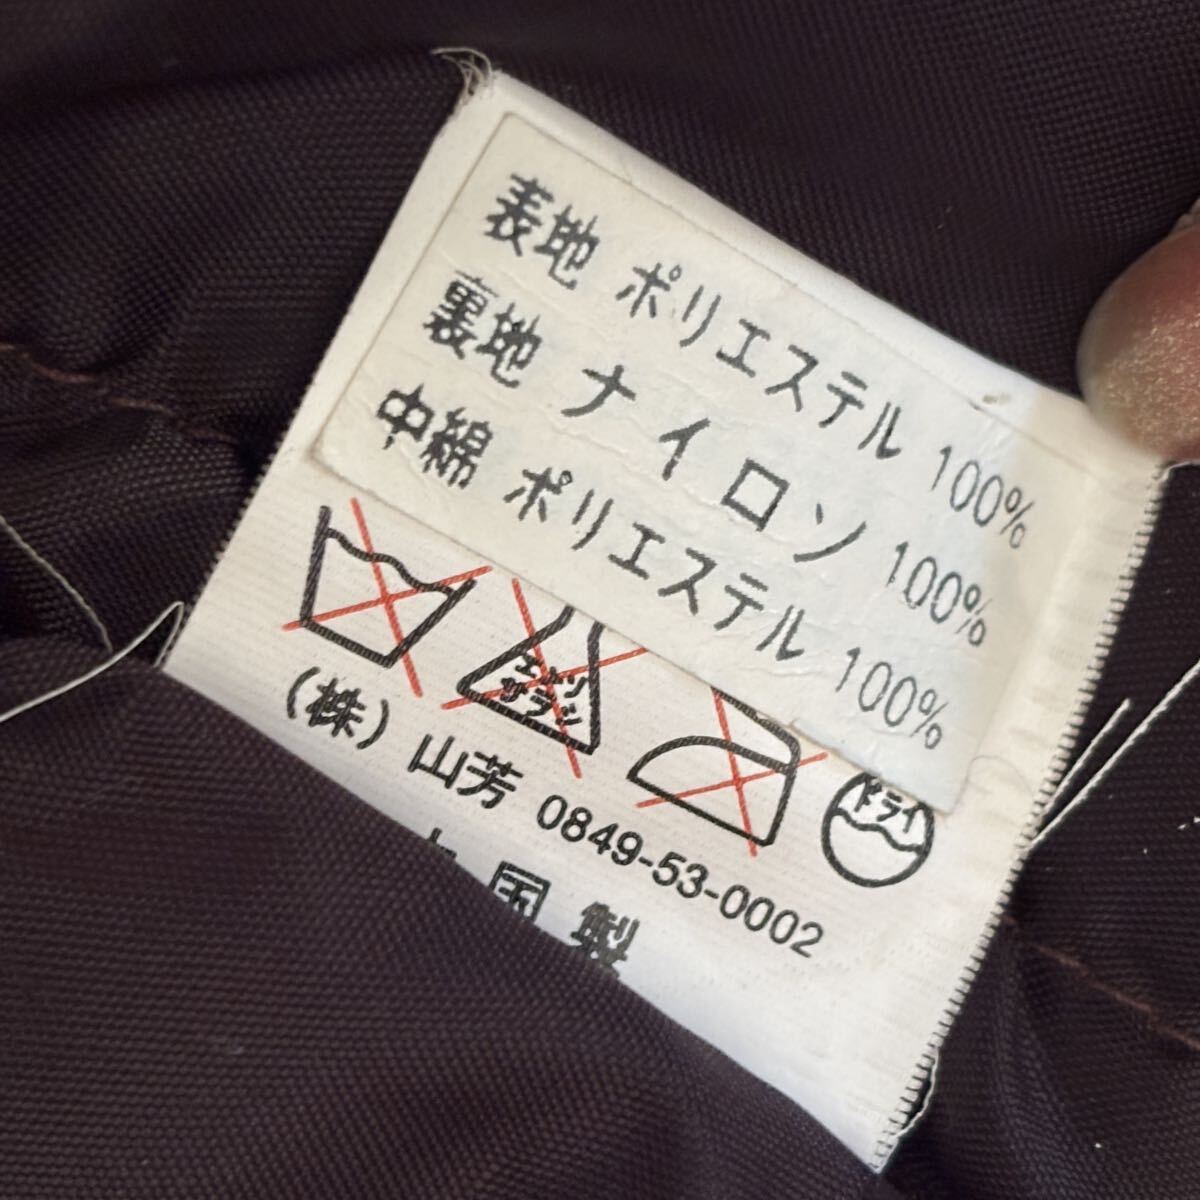 表地 ポリエステル 100%
裏地 ナイロン 100%
中綿 ポリエステル 100%
エンソ
サラシ
ドライ
(株) 山芳 0849-53-0002
国製